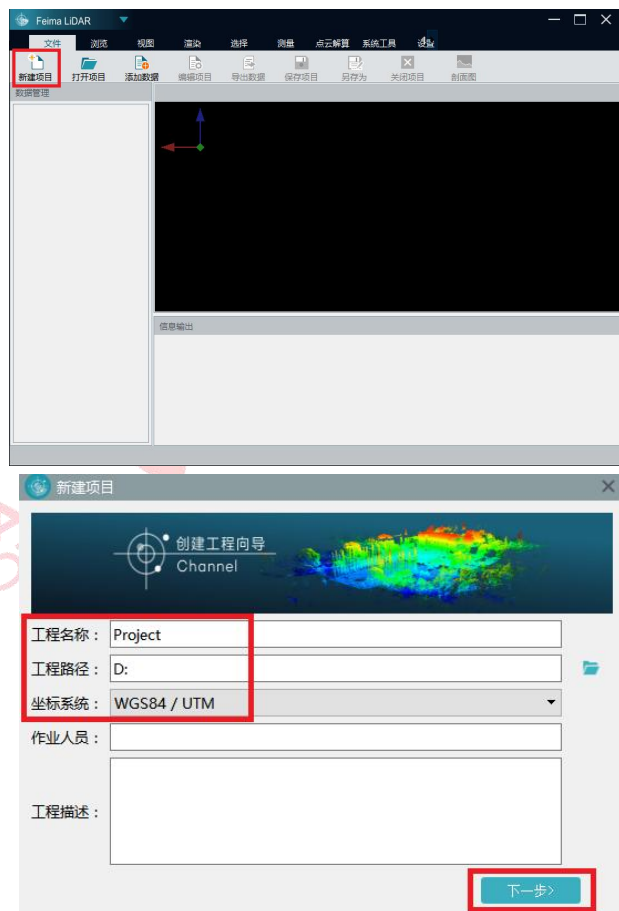 Feima LiDAR
文件 浏览 视图 渲染 选择 测量 点云解算 系统工具 设置
新建项目 打开项目 添加数据 编辑项目 导出数据 保存项目 另存为 关闭项目 剖面图
数据管理
信息输出
新建项目
创建工程向导
Channel
工程名称： Project
工程路径： D:
坐标系统： WGS84 / UTM
作业人员：
工程描述：
下一步>